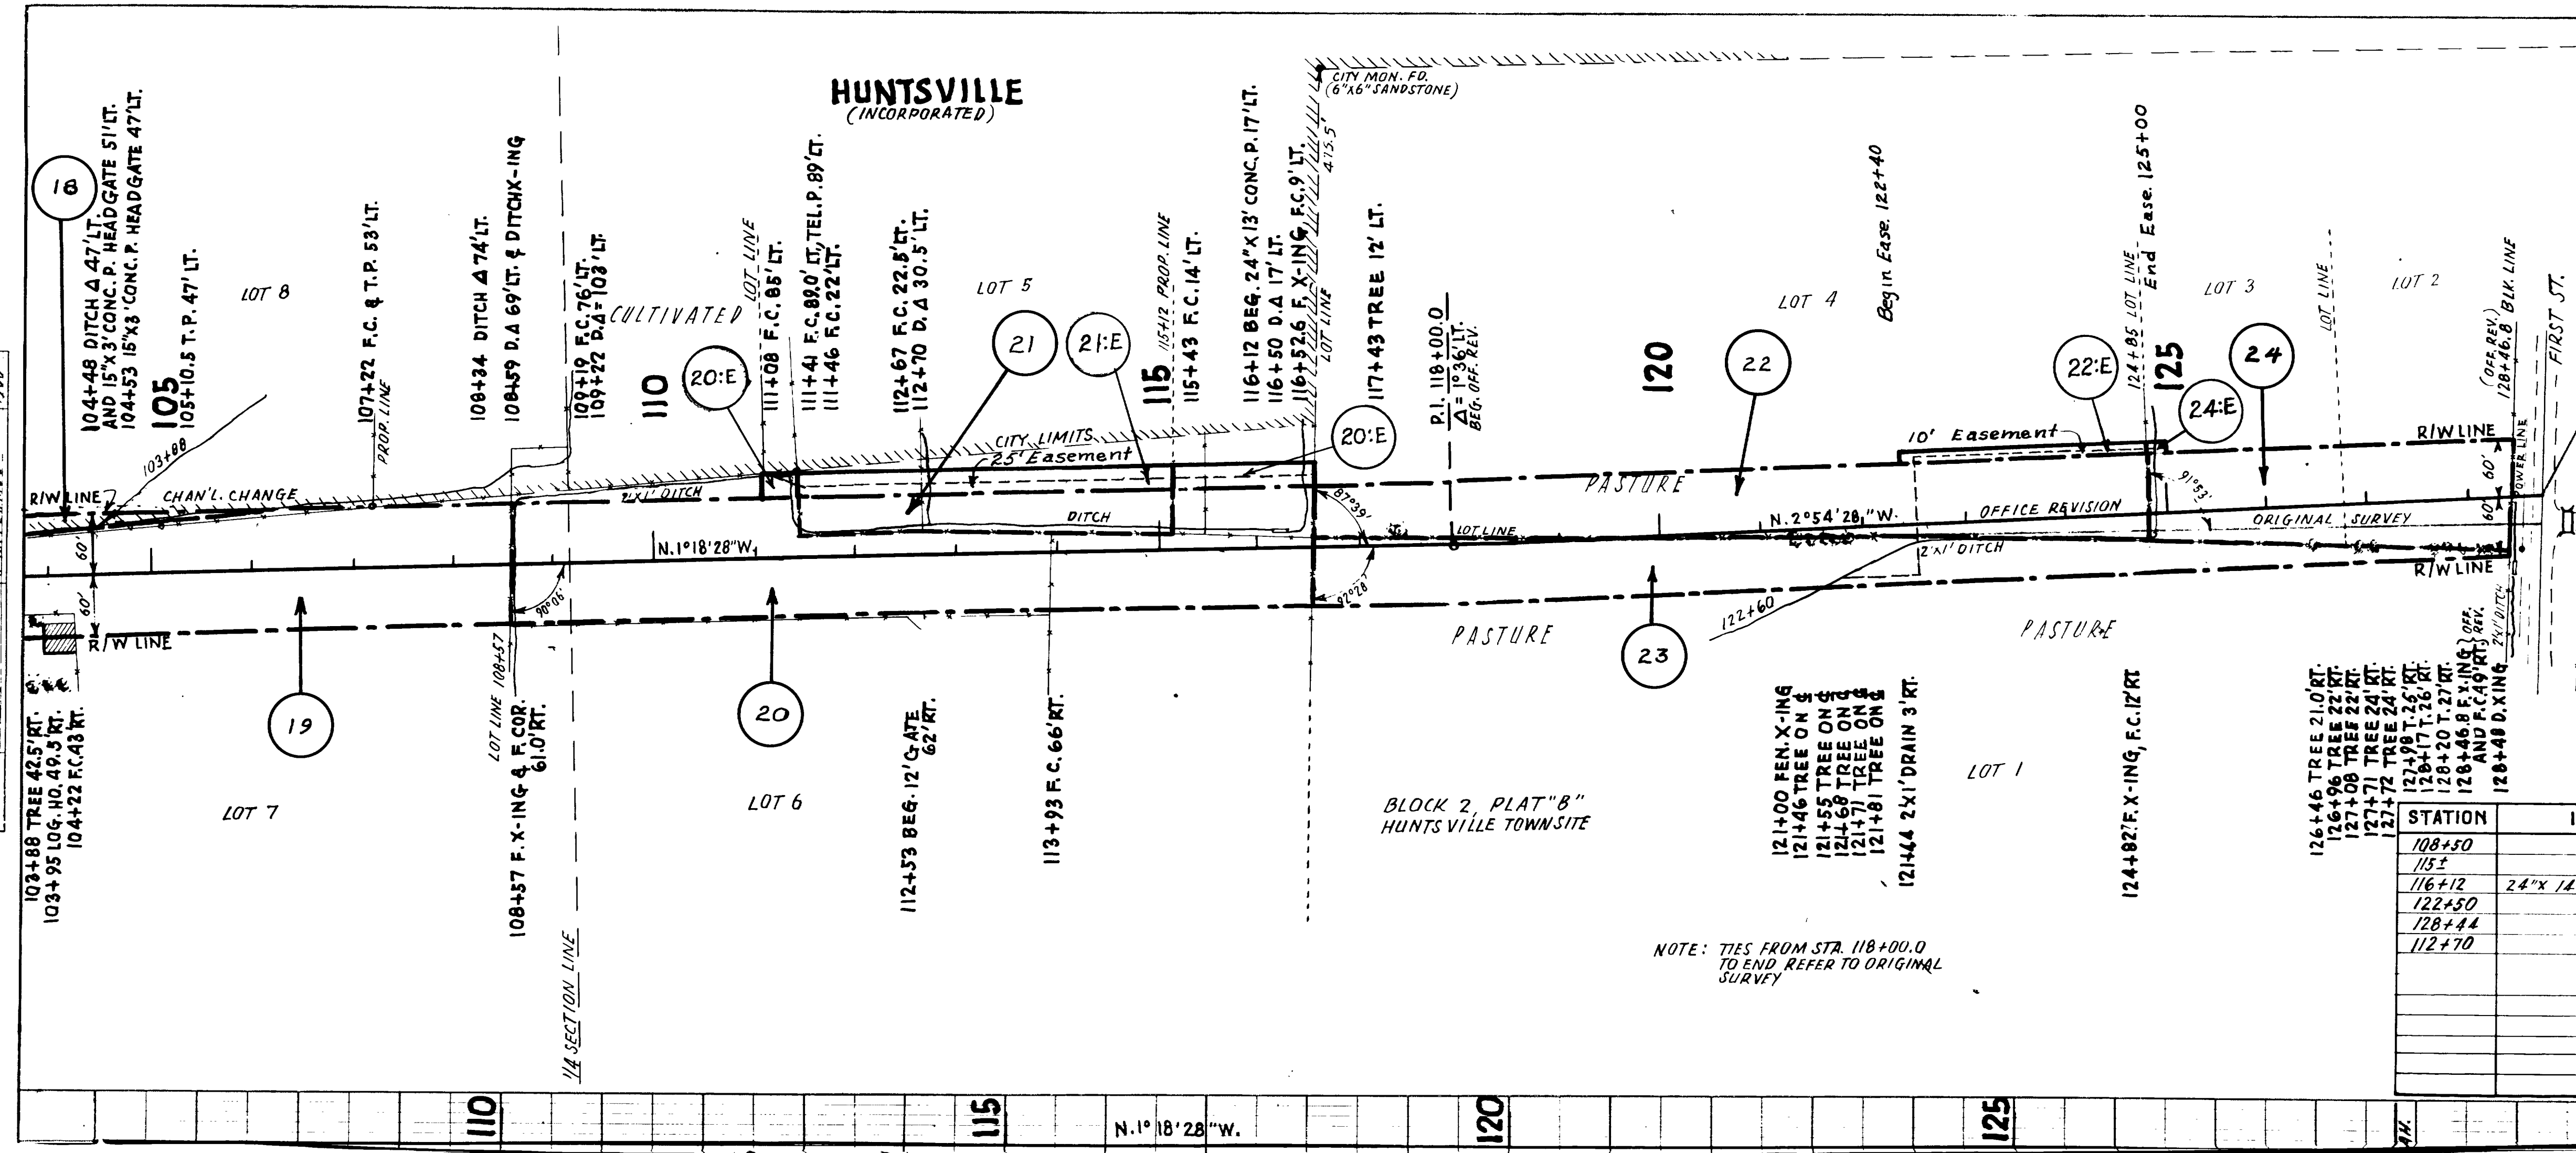 HUNTSVILLE
(INCORPORATED)
CITY MON. FD.
(6"X6" SANDSTONE)
475.5'
LOT LINE
18
104+48 DITCH Δ 47' LT.
AND 15"X3' CONC. P. HEADGATE 51' LT.
104+53 15"X3' CONC. P. HEADGATE 47' LT.
105
105+10.5 T.P. 47' LT.
LOT 8
107+22 F.C. & T.P. 53' LT.
PROP. LINE
108+34 DITCH Δ 74' LT.
108+59 D.Δ 69' LT. & DITCH X-ING
109+19 F.C. 76' LT.
109+22 D.Δ = 103' LT.
CULTIVATED
110
20:E
LOT LINE
111+08 F.C. 85' LT.
111+41 F.C. 89.0' LT., TEL. P. 89' LT.
111+46 F.C. 22' LT.
112+67 F.C. 22.5' LT.
112+70 D.Δ 30.5' LT.
LOT 5
21
21:E
115
115+12 PROP. LINE
115+43 F.C. 14' LT.
116+12 BEG. 24"X13' CONC. P. 17' LT.
116+50 D.Δ 17' LT.
116+52.6 F. X-ING, F.C. 9' LT.
20:E
117+43 TREE 12' LT.
P.I. 118+00.0
Δ = 1°36' LT.
BEG. OFF. REV.
120
22
LOT 4
Begin Ease. 122+40
22:E
124+85 LOT LINE
End Ease. 125+00
125
24:E
24
LOT 3
LOT LINE
LOT 2
(OFF. REV.)
128+46.8 BLK. LINE
FIRST ST.
POWER LINE
103+88
R/W LINE
CHAN'L. CHANGE
2'X1' DITCH
CITY LIMITS
25' Easement
DITCH
10' Easement
R/W LINE
PASTURE
87°39'
LOT LINE
N. 2°54'28" W.
OFFICE REVISION
91°53'
ORIGINAL SURVEY
60'
60'
60'
60'
N. 1°18'28" W.
90°06'
92°28'
2'X1' DITCH
122+60
R/W LINE
R/W LINE
PASTURE
PASTURE
2'X1' DITCH
19
20
23
103+88 TREE 42.5' RT.
103+95 LOG. HO. 49.5' RT.
104+22 F.C. 43' RT.
LOT 7
LOT LINE 108+57
108+57 F. X-ING & F. COR.
61.0' RT.
1/4 SECTION LINE
LOT 6
112+53 BEG. 12' GATE
62' RT.
113+93 F.C. 66' RT.
BLOCK 2, PLAT "B"
HUNTSVILLE TOWNSITE
121+00 FEN. X-ING
121+46 TREE ON ℄
121+55 TREE ON ℄
121+68 TREE ON ℄
121+71 TREE ON ℄
121+81 TREE ON ℄
121+44 2'X1' DRAIN 3' RT.
LOT 1
124+82? F. X-ING, F.C. 12' RT
126+46 TREE 21.0' RT.
126+96 TREE 22' RT.
127+08 TREE 22' RT.
127+71 TREE 24' RT.
127+72 TREE 24' RT.
127+98 T. 25' RT.
128+17 T. 26' RT.
128+20 T. 27' RT.
128+46.8 F. X-ING) OFF.
AND F.C. 49' RT.) REV.
128+48 D. XING
NOTE: TIES FROM STA. 118+00.0
TO END REFER TO ORIGINAL
SURVEY
STATION
108+50
115±
116+12 24"X 14
122+50
128+44
112+70
110
115
N. 1°18'28" W.
120
125
AH.